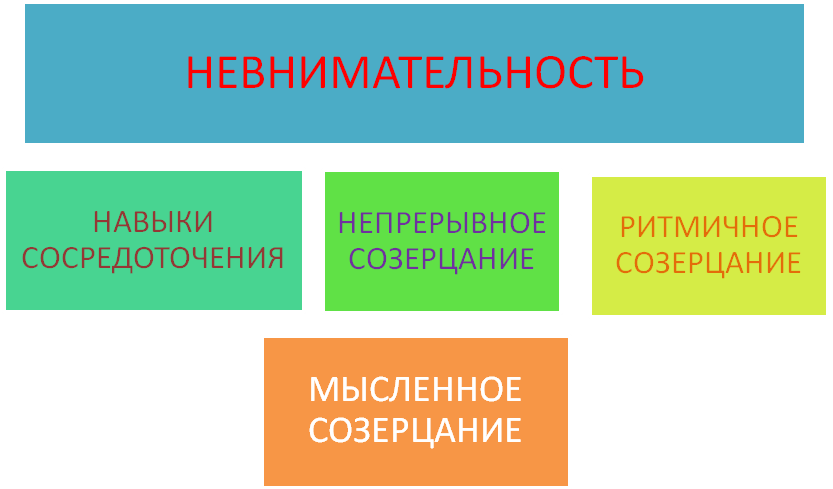 НЕВНИМАТЕЛЬНОСТЬ
НАВЫКИ
СОСРЕДОТОЧЕНИЯ
НЕПРЕРЫВНОЕ
СОЗЕРЦАНИЕ
РИТМИЧНОЕ
СОЗЕРЦАНИЕ
МЫСЛЕННОЕ
СОЗЕРЦАНИЕ